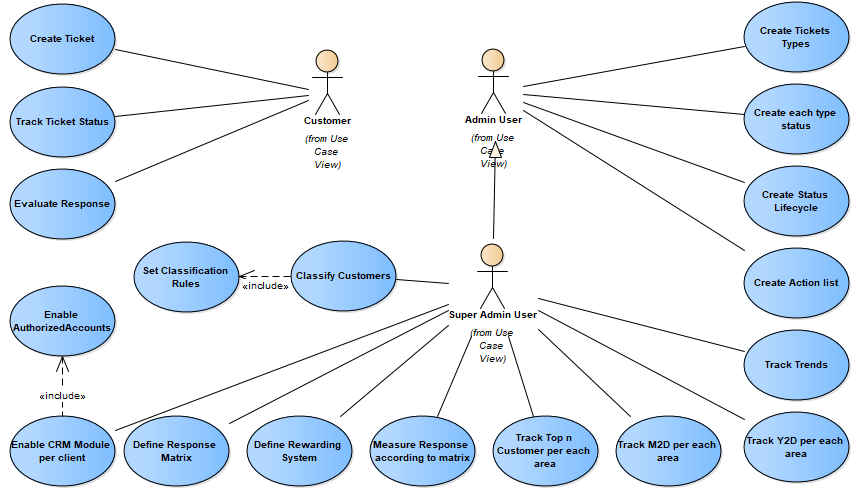 Create Ticket
Create Tickets
Types
Track Ticket Status
Customer
(from Use
Case
View)
Admin User
(from Use
Case
View)
Create each type
status
Evaluate Response
Create Status
Lifecycle
Set Classification
Rules
«include»
Classify Customers
Create Action list
Enable
AuthorizedAccounts
Super Admin User
(from Use
Case
View)
Track Trends
«include»
Enable CRM Module
per client
Define Response
Matrix
Define Rewarding
System
Measure Response
according to matrix
Track Top n
Customer per each
area
Track M2D per each
area
Track Y2D per each
area